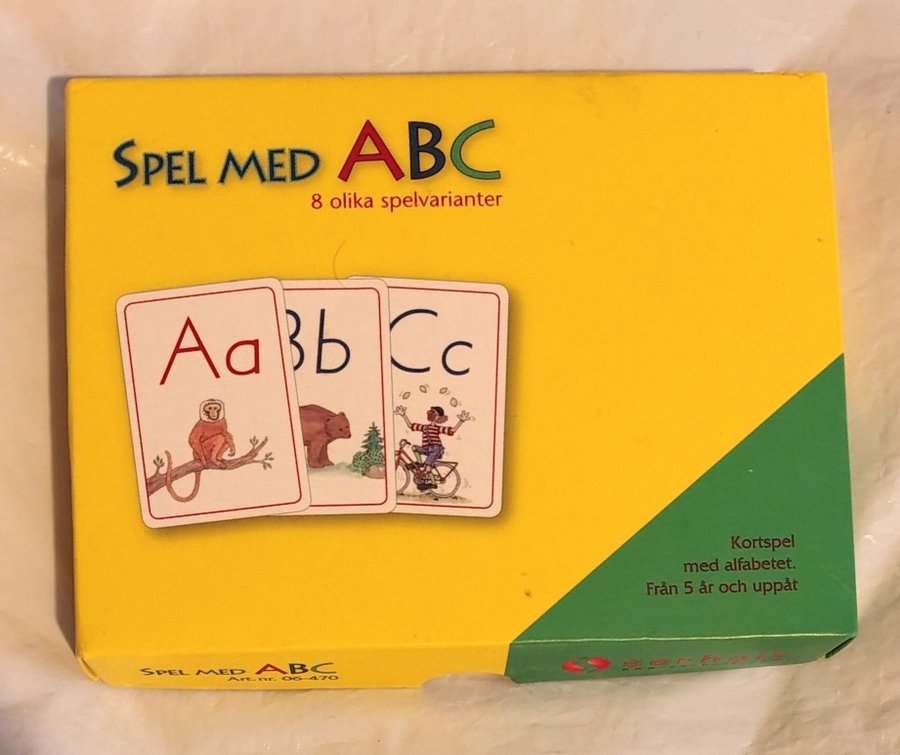 SPEL MED ABC
8 olika spelvarianter
Aa
Bb
Cc
Kortspel
med alfabetet.
Från 5 år och uppåt
SPEL MED ABC
Art.nr. 06-470